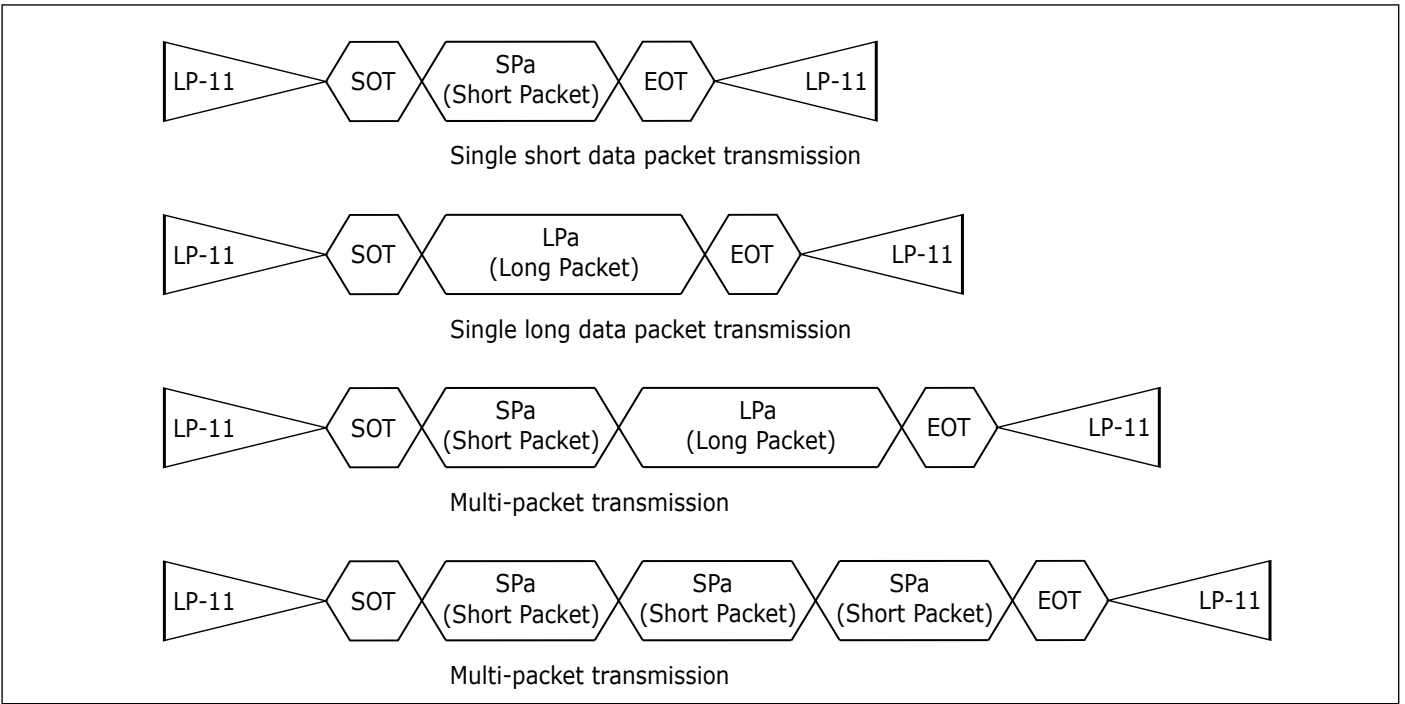 LP-11 SOT SPa (Short Packet) EOT LP-11
Single short data packet transmission
LP-11 SOT LPa (Long Packet) EOT LP-11
Single long data packet transmission
LP-11 SOT SPa (Short Packet) LPa (Long Packet) EOT LP-11
Multi-packet transmission
LP-11 SOT SPa (Short Packet) SPa (Short Packet) SPa (Short Packet) EOT LP-11
Multi-packet transmission